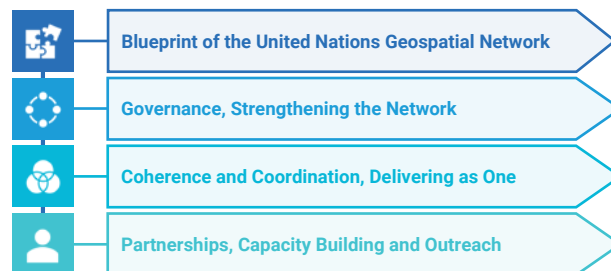 Blueprint of the United Nations Geospatial Network
Governance, Strengthening the Network
Coherence and Coordination, Delivering as One
Partnerships, Capacity Building and Outreach